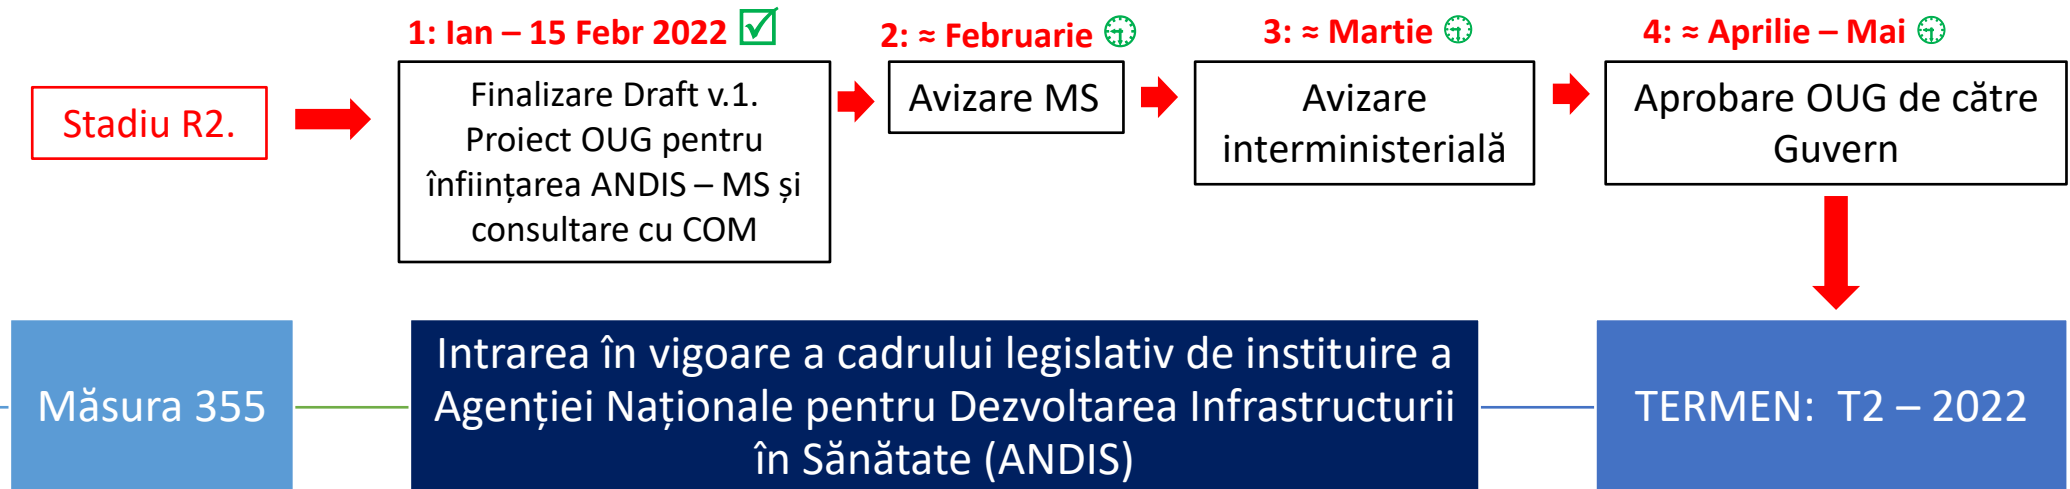 1: Ian – 15 Febr 2022
2: ≈ Februarie
3: ≈ Martie
4: ≈ Aprilie – Mai
Stadiu R2.
Finalizare Draft v.1.
Proiect OUG pentru
înființarea ANDIS – MS și
consultare cu COM
Avizare MS
Avizare
interministerială
Aprobare OUG de către
Guvern
Măsura 355
Intrarea în vigoare a cadrului legislativ de instituire a
Agenției Naționale pentru Dezvoltarea Infrastructurii
în Sănătate (ANDIS)
TERMEN: T2 – 2022